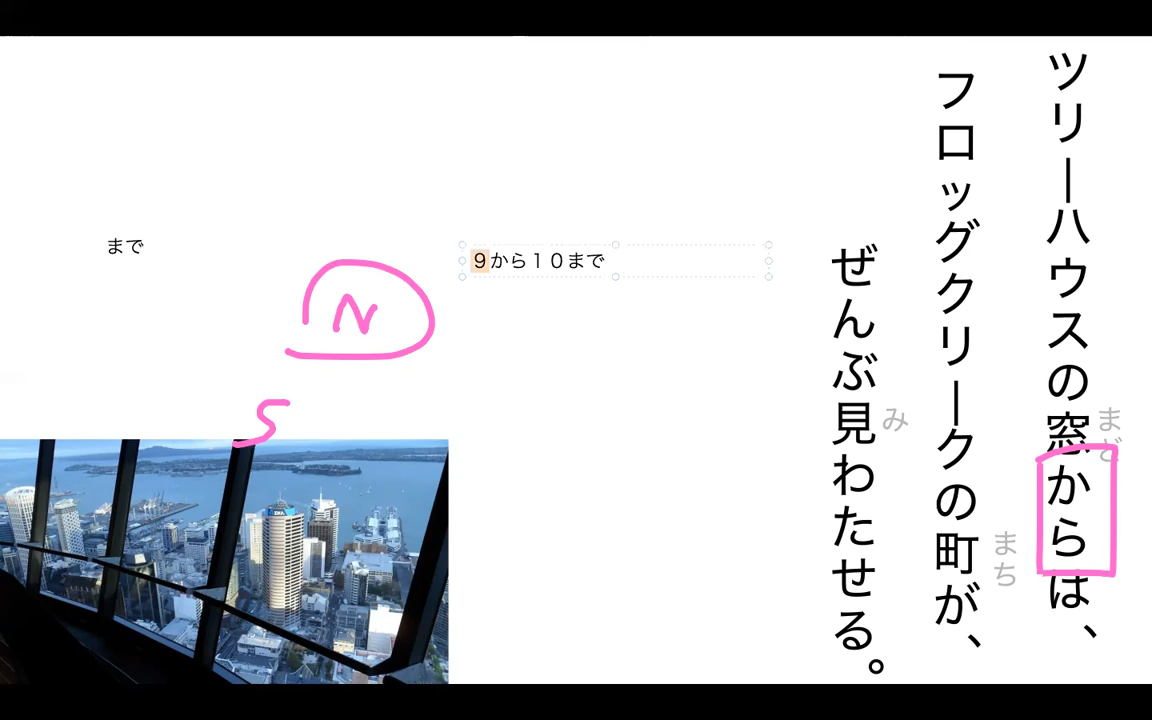 ツリーハウスの窓からは、
まど
フロッググクリークの町が、
まち
ぜんぶ見わたせる。
み
9から10まで
まで
N
S